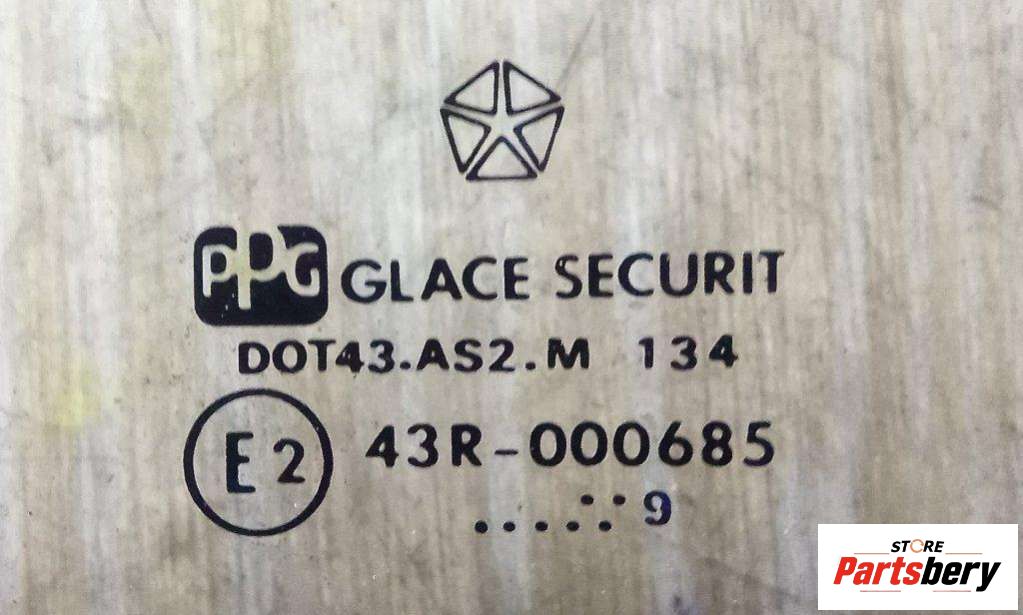 PPG GLACE SECURIT
DOT43.AS2.M 134
E2 43R-000685
9
STORE
Partsbery